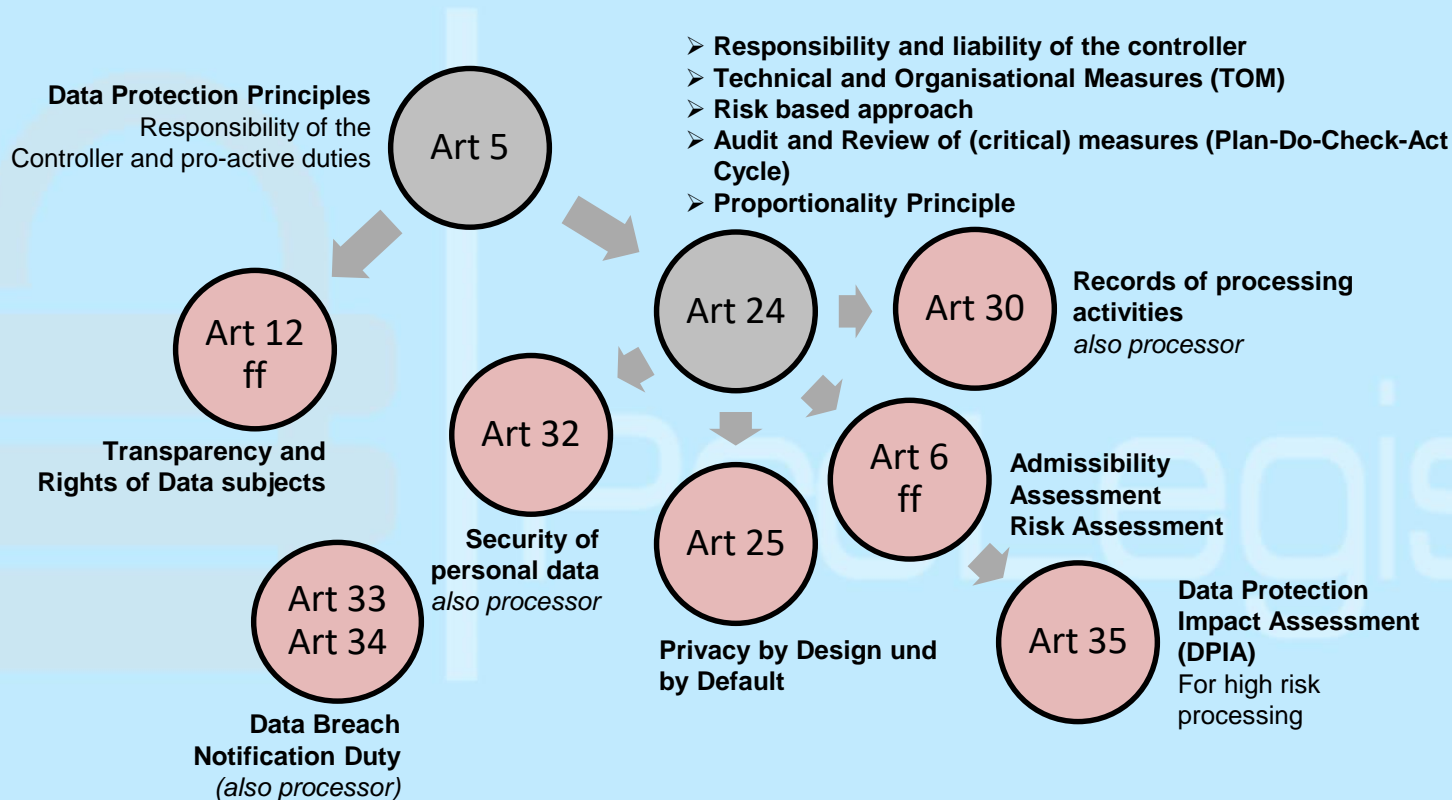 Data Protection Principles
Responsibility of the
Controller and pro-active duties
Art 5
➢ Responsibility and liability of the controller
➢ Technical and Organisational Measures (TOM)
➢ Risk based approach
➢ Audit and Review of (critical) measures (Plan-Do-Check-Act
Cycle)
➢ Proportionality Principle
Art 24
Art 30
Records of processing
activities
also processor
Art 12
ff
Transparency and
Rights of Data subjects
Art 32
Security of
personal data
also processor
Art 25
Privacy by Design und
by Default
Art 6
ff
Admissibility
Assessment
Risk Assessment
Art 33
Art 34
Data Breach
Notification Duty
(also processor)
Art 35
Data Protection
Impact Assessment
(DPIA)
For high risk
processing